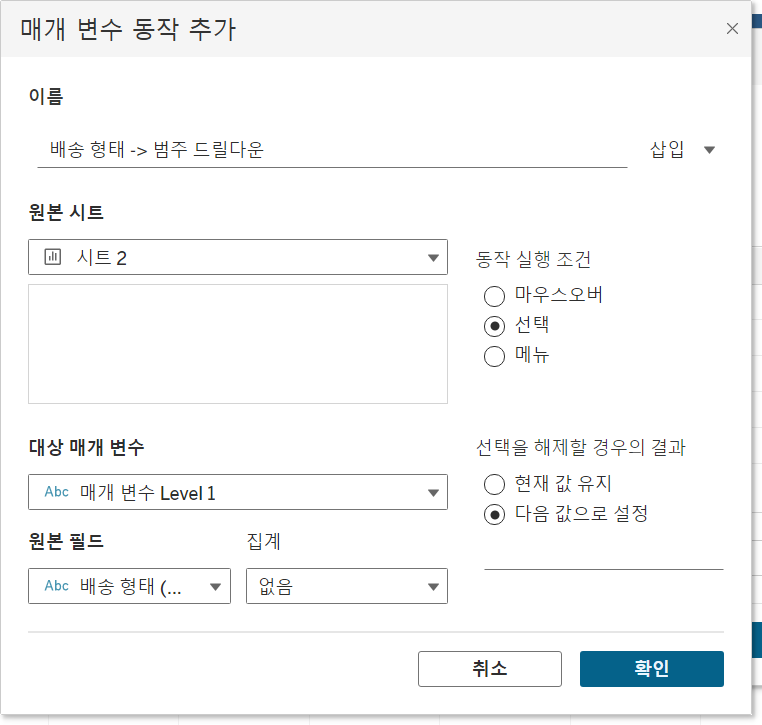 매개 변수 동작 추가
이름
배송 형태 -> 범주 드릴다운
삽입
원본 시트
시트 2
동작 실행 조건
마우스오버
선택
메뉴
대상 매개 변수
선택을 해제할 경우의 결과
Abc 매개 변수 Level 1
현재 값 유지
다음 값으로 설정
원본 필드
집계
Abc 배송 형태 (...
없음
취소
확인